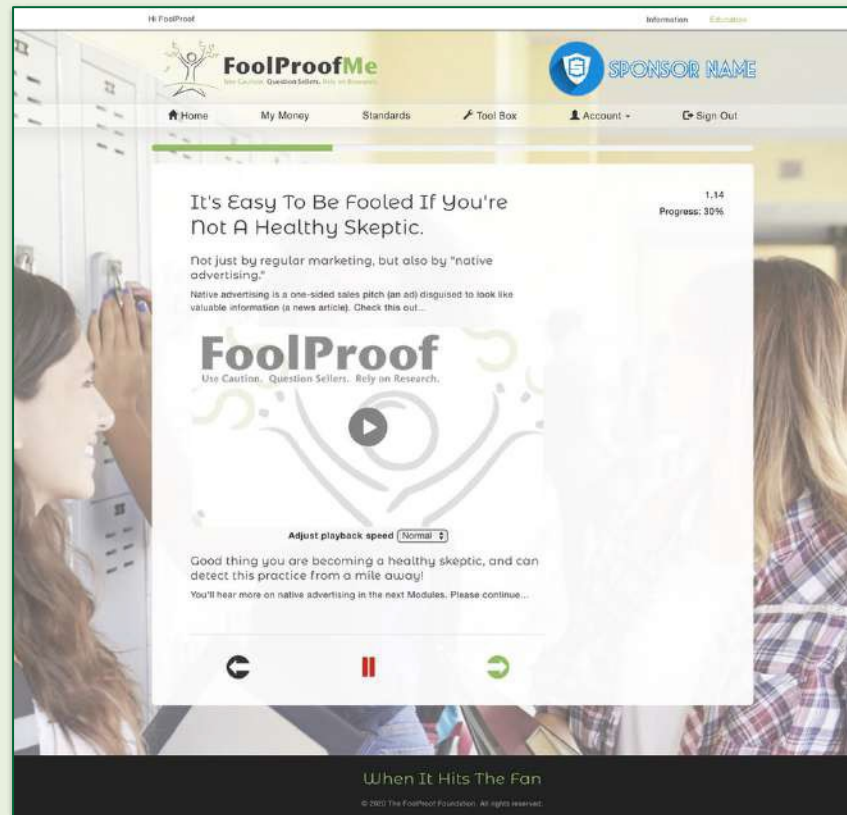 Hi FoolProof
Information Education
FoolProofMe
Use Caution. Question Sellers. Rely on Research.
SPONSOR NAME
Home My Money Standards Tool Box Account Sign Out
1.14
Progress: 30%
It's Easy To Be Fooled If You're
Not A Healthy Skeptic.
Not just by regular marketing, but also by "native
advertising."
Native advertising is a one-sided sales pitch (an ad) disguised to look like
valuable information (a news article). Check this out...
FoolProof
Use Caution. Question Sellers. Rely on Research.
Adjust playback speed Normal
Good thing you are becoming a healthy skeptic, and can
detect this practice from a mile away!
You'll hear more on native advertising in the next Modules. Please continue...
When It Hits The Fan
© 2020 The FoolProof Foundation. All rights reserved.